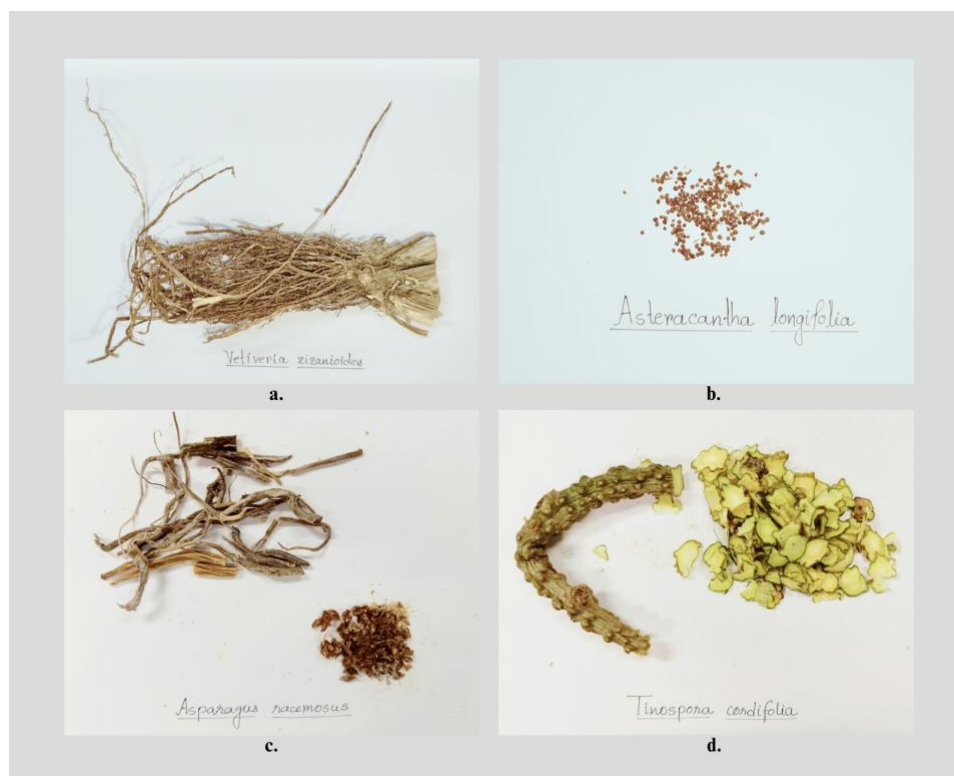 Vetiveria zizanioides
a.
Asteracantha longifolia
b.
Asparagus racemosus
c.
Tinospora cordifolia
d.